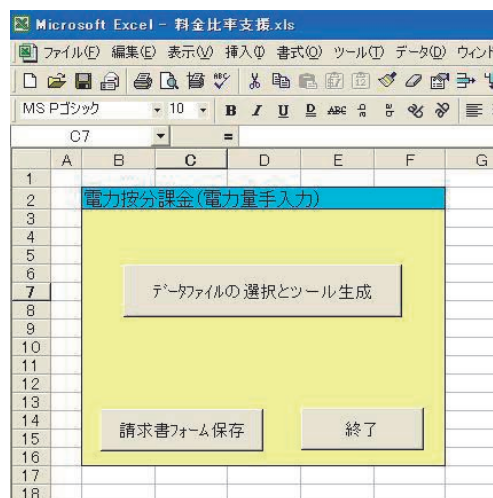 Microsoft Excel - 料金比率支援.xls
ファイル(F) 編集(E) 表示(V) 挿入(I) 書式(O) ツール(T) データ(D) ウィント
MS Pゴシック 10 B I U D ABC
C7 =
A B C D E F G
1
2 電力按分課金(電力量手入力)
3
4
5
6
7 データファイルの選択とツール生成
8
9
10
11
12
13
14
15 請求書フォーム保存 終了
16
17
18